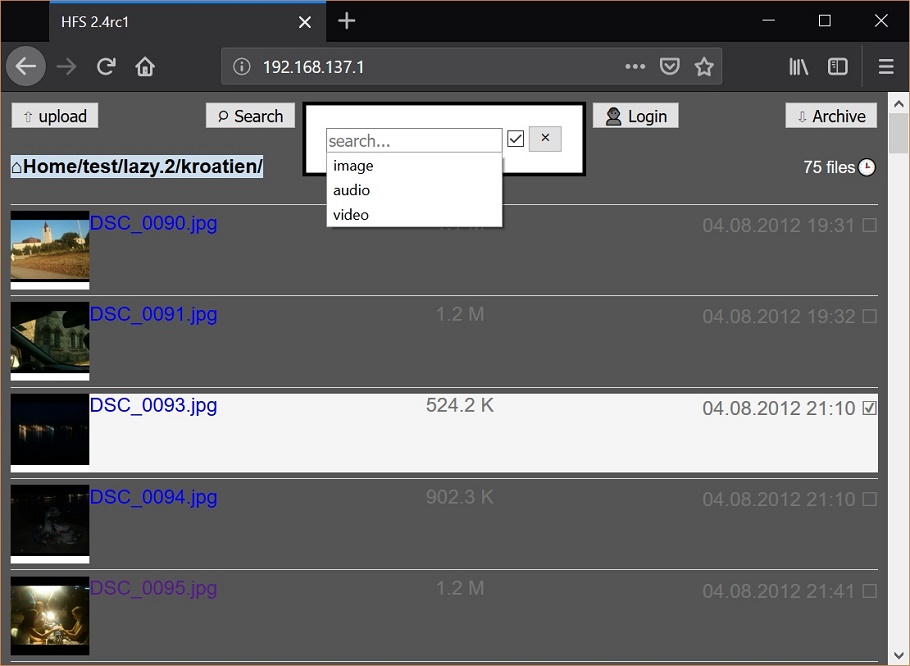 HFS 2.4rc1
192.168.137.1
upload
Search
Login
Archive
search...
image
audio
video
Home/test/lazy.2/kroatien/
75 files
DSC_0090.jpg 04.08.2012 19:31
DSC_0091.jpg 1.2 M 04.08.2012 19:32
DSC_0093.jpg 524.2 K 04.08.2012 21:10
DSC_0094.jpg 902.3 K 04.08.2012 21:10
DSC_0095.jpg 1.2 M 04.08.2012 21:41